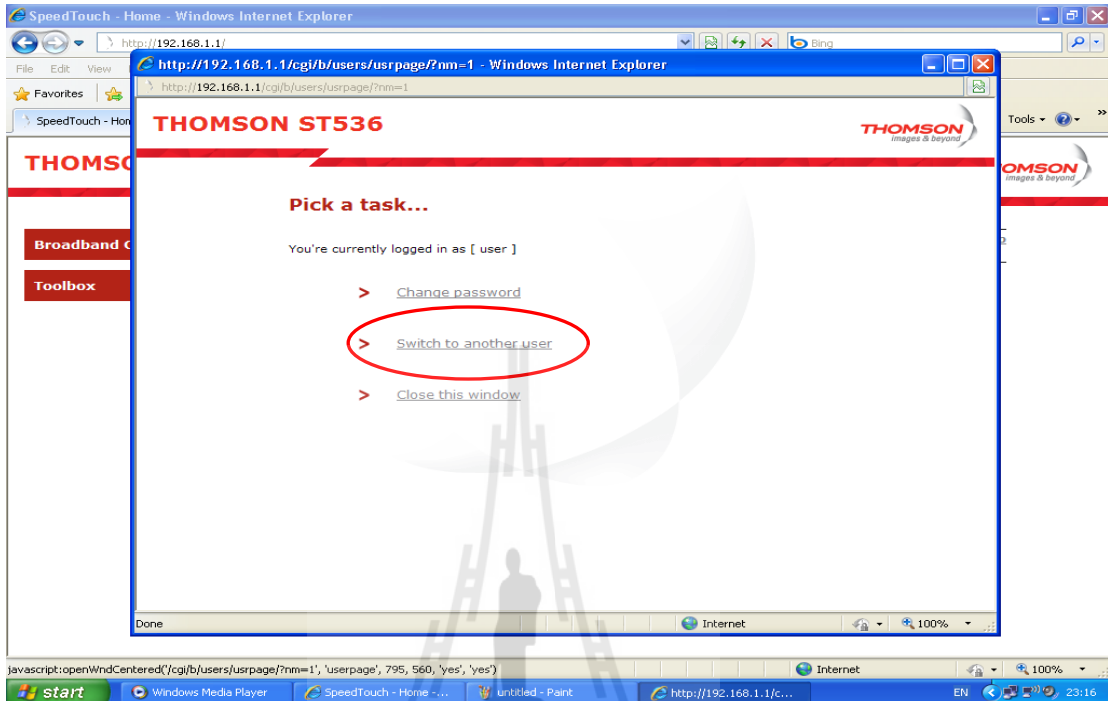 SpeedTouch - Home - Windows Internet Explorer
http://192.168.1.1/
Bing
File Edit View
Favorites
SpeedTouch - Hon
Tools
THOMSO
OMSON
images & beyond
Broadband C
Toolbox
http://192.168.1.1/cgi/b/users/usrpage/?nm=1 - Windows Internet Explorer
http://192.168.1.1/cgi/b/users/usrpage/?nm=1
THOMSON ST536
THOMSON
images & beyond
Pick a task...
You're currently logged in as [ user ]
> Change password
> Switch to another user
> Close this window
Done
Internet
100%
javascript:openWndCentered('/cgi/b/users/usrpage/?nm=1', 'userpage', 795, 560, 'yes', 'yes')
Internet
100%
start
Windows Media Player
SpeedTouch - Home -...
untitled - Paint
http://192.168.1.1/c...
EN
23:16